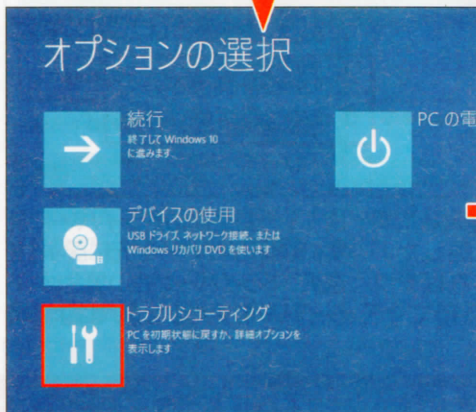 オプションの選択
続行
終了して Windows 10
に進みます
PC の電
デバイスの使用
USB ドライブ、ネットワーク接続、または
Windows リカバリ DVD を使います
トラブルシューティング
PC を初期状態に戻すか、詳細オプションを
表示します